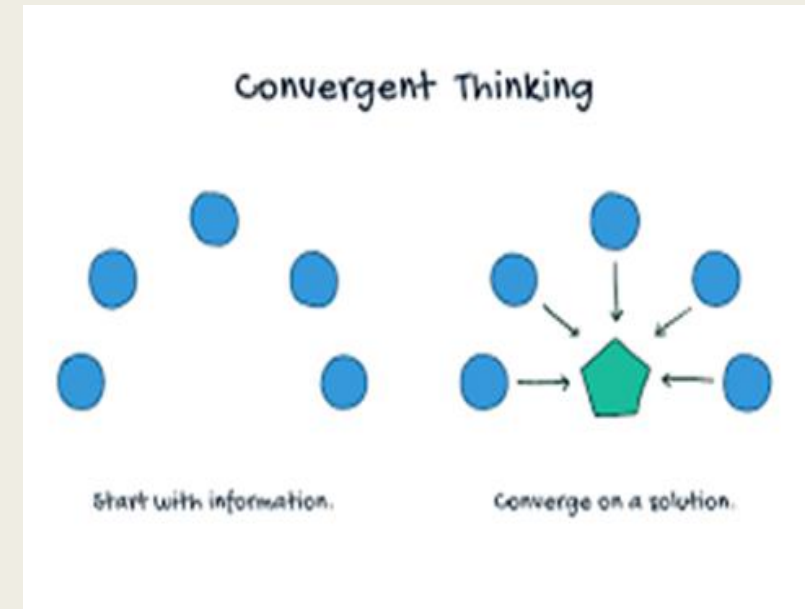 Convergent Thinking
Start with information.
Converge on a solution.